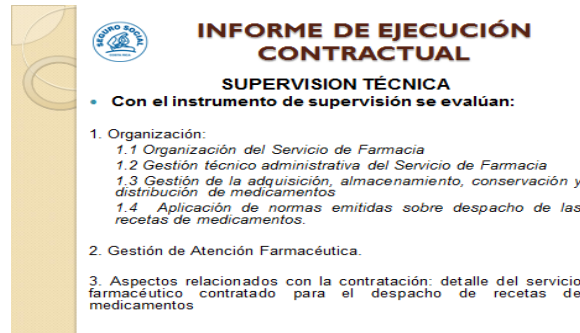 SEGURO SOCIAL
COSTA RICA
INFORME DE EJECUCIÓN
CONTRACTUAL
SUPERVISION TÉCNICA
• Con el instrumento de supervisión se evalúan:
1. Organización:
1.1 Organización del Servicio de Farmacia
1.2 Gestión técnico administrativa del Servicio de Farmacia
1.3 Gestión de la adquisición, almacenamiento, conservación y
distribución de medicamentos
1.4 Aplicación de normas emitidas sobre despacho de las
recetas de medicamentos.
2. Gestión de Atención Farmacéutica.
3. Aspectos relacionados con la contratación: detalle del servicio
farmacéutico contratado para el despacho de recetas de
medicamentos